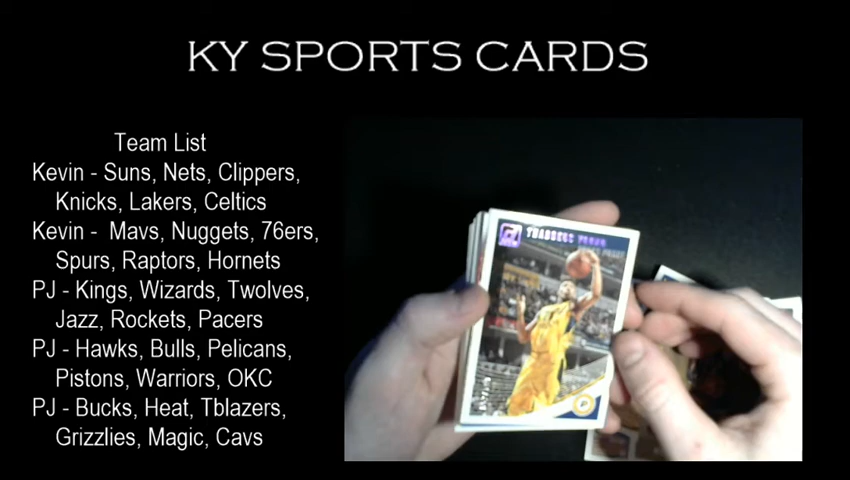 KY SPORTS CARDS
Team List
Kevin - Suns, Nets, Clippers,
Knicks, Lakers, Celtics
Kevin - Mavs, Nuggets, 76ers,
Spurs, Raptors, Hornets
PJ - Kings, Wizards, Twolves,
Jazz, Rockets, Pacers
PJ - Hawks, Bulls, Pelicans,
Pistons, Warriors, OKC
PJ - Bucks, Heat, Tblazers,
Grizzlies, Magic, Cavs